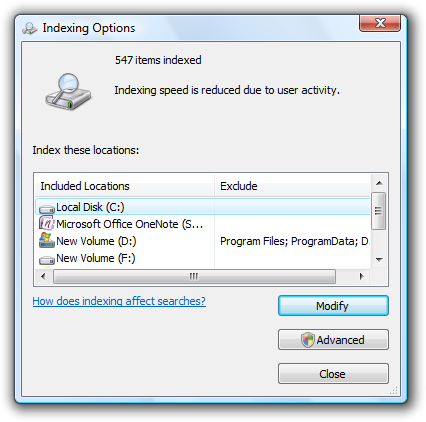 Indexing Options
547 items indexed
Indexing speed is reduced due to user activity.
Index these locations:
Included Locations Exclude
Local Disk (C:)
Microsoft Office OneNote (S...
New Volume (D:) Program Files; ProgramData; D
New Volume (F:)
How does indexing affect searches?
Modify
Advanced
Close